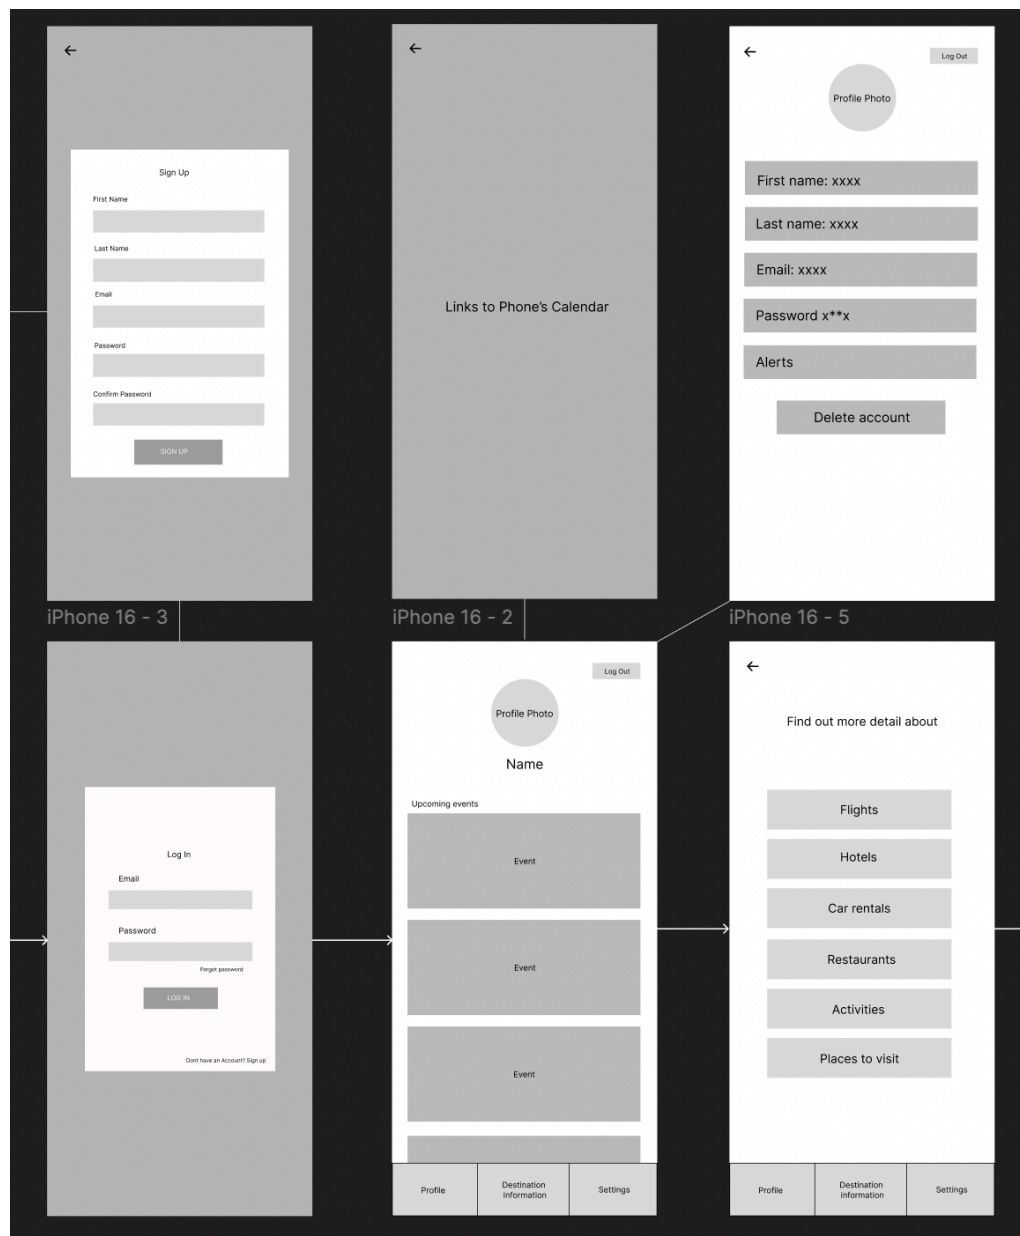 ←
Sign Up
First Name
Last Name
Email
Password
Confirm Password
SIGN UP
←
Links to Phone's Calendar
←
Log Out
Profile Photo
First name: xxxx
Last name: xxxx
Email: xxxx
Password x**x
Alerts
Delete account
iPhone 16 - 3
Log In
Email
Password
Forgot password
LOG IN
Dont have an Account? Sign up
iPhone 16 - 2
Log Out
Profile Photo
Name
Upcoming events
Event
Event
Event
Profile
Destination
information
Settings
iPhone 16 - 5
←
Find out more detail about
Flights
Hotels
Car rentals
Restaurants
Activities
Places to visit
Profile
Destination
information
Settings